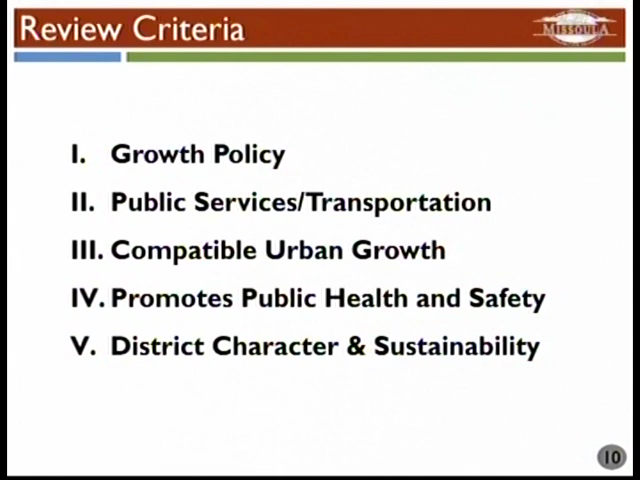 Review Criteria
MISSOULA
I. Growth Policy
II. Public Services/Transportation
III. Compatible Urban Growth
IV. Promotes Public Health and Safety
V. District Character & Sustainability
10